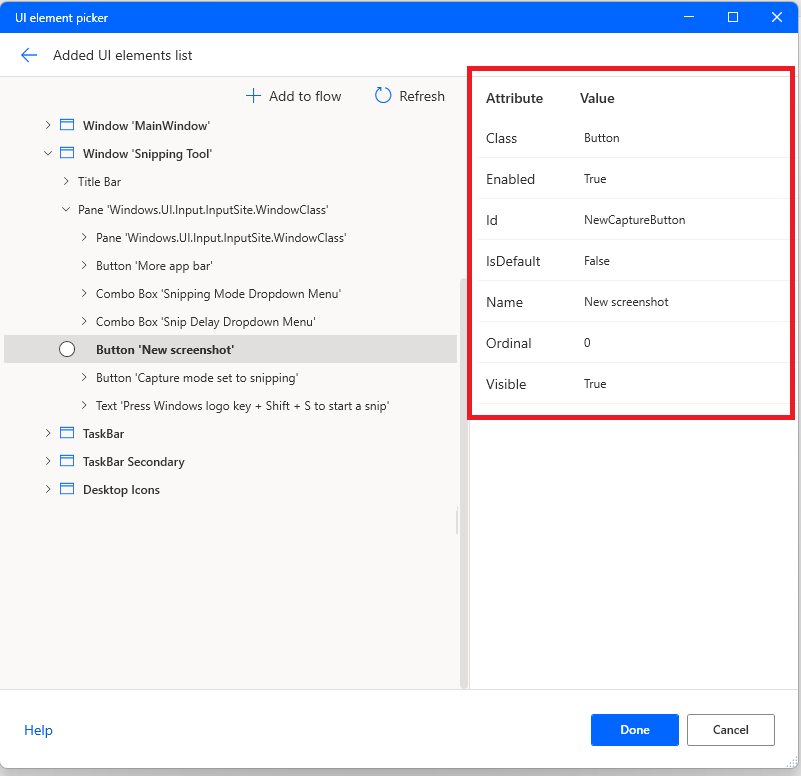 UI element picker
Added UI elements list
Add to flow Refresh
Window 'MainWindow'
Window 'Snipping Tool'
Title Bar
Pane 'Windows.UI.Input.InputSite.WindowClass'
Pane 'Windows.UI.Input.InputSite.WindowClass'
Button 'More app bar'
Combo Box 'Snipping Mode Dropdown Menu'
Combo Box 'Snip Delay Dropdown Menu'
Button 'New screenshot'
Button 'Capture mode set to snipping'
Text 'Press Windows logo key + Shift + S to start a snip'
TaskBar
TaskBar Secondary
Desktop Icons
Attribute Value
Class Button
Enabled True
Id NewCaptureButton
IsDefault False
Name New screenshot
Ordinal 0
Visible True
Help
Done Cancel